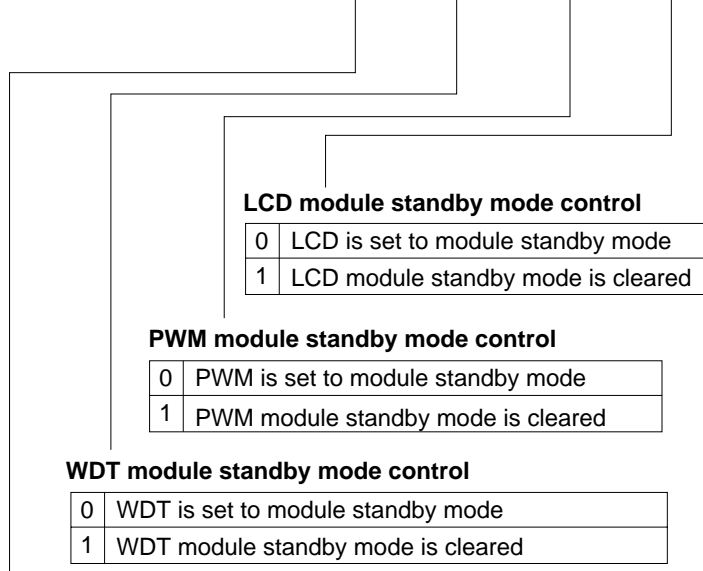 LCD module standby mode control
0 LCD is set to module standby mode
1 LCD module standby mode is cleared
PWM module standby mode control
0 PWM is set to module standby mode
1 PWM module standby mode is cleared
WDT module standby mode control
0 WDT is set to module standby mode
1 WDT module standby mode is cleared